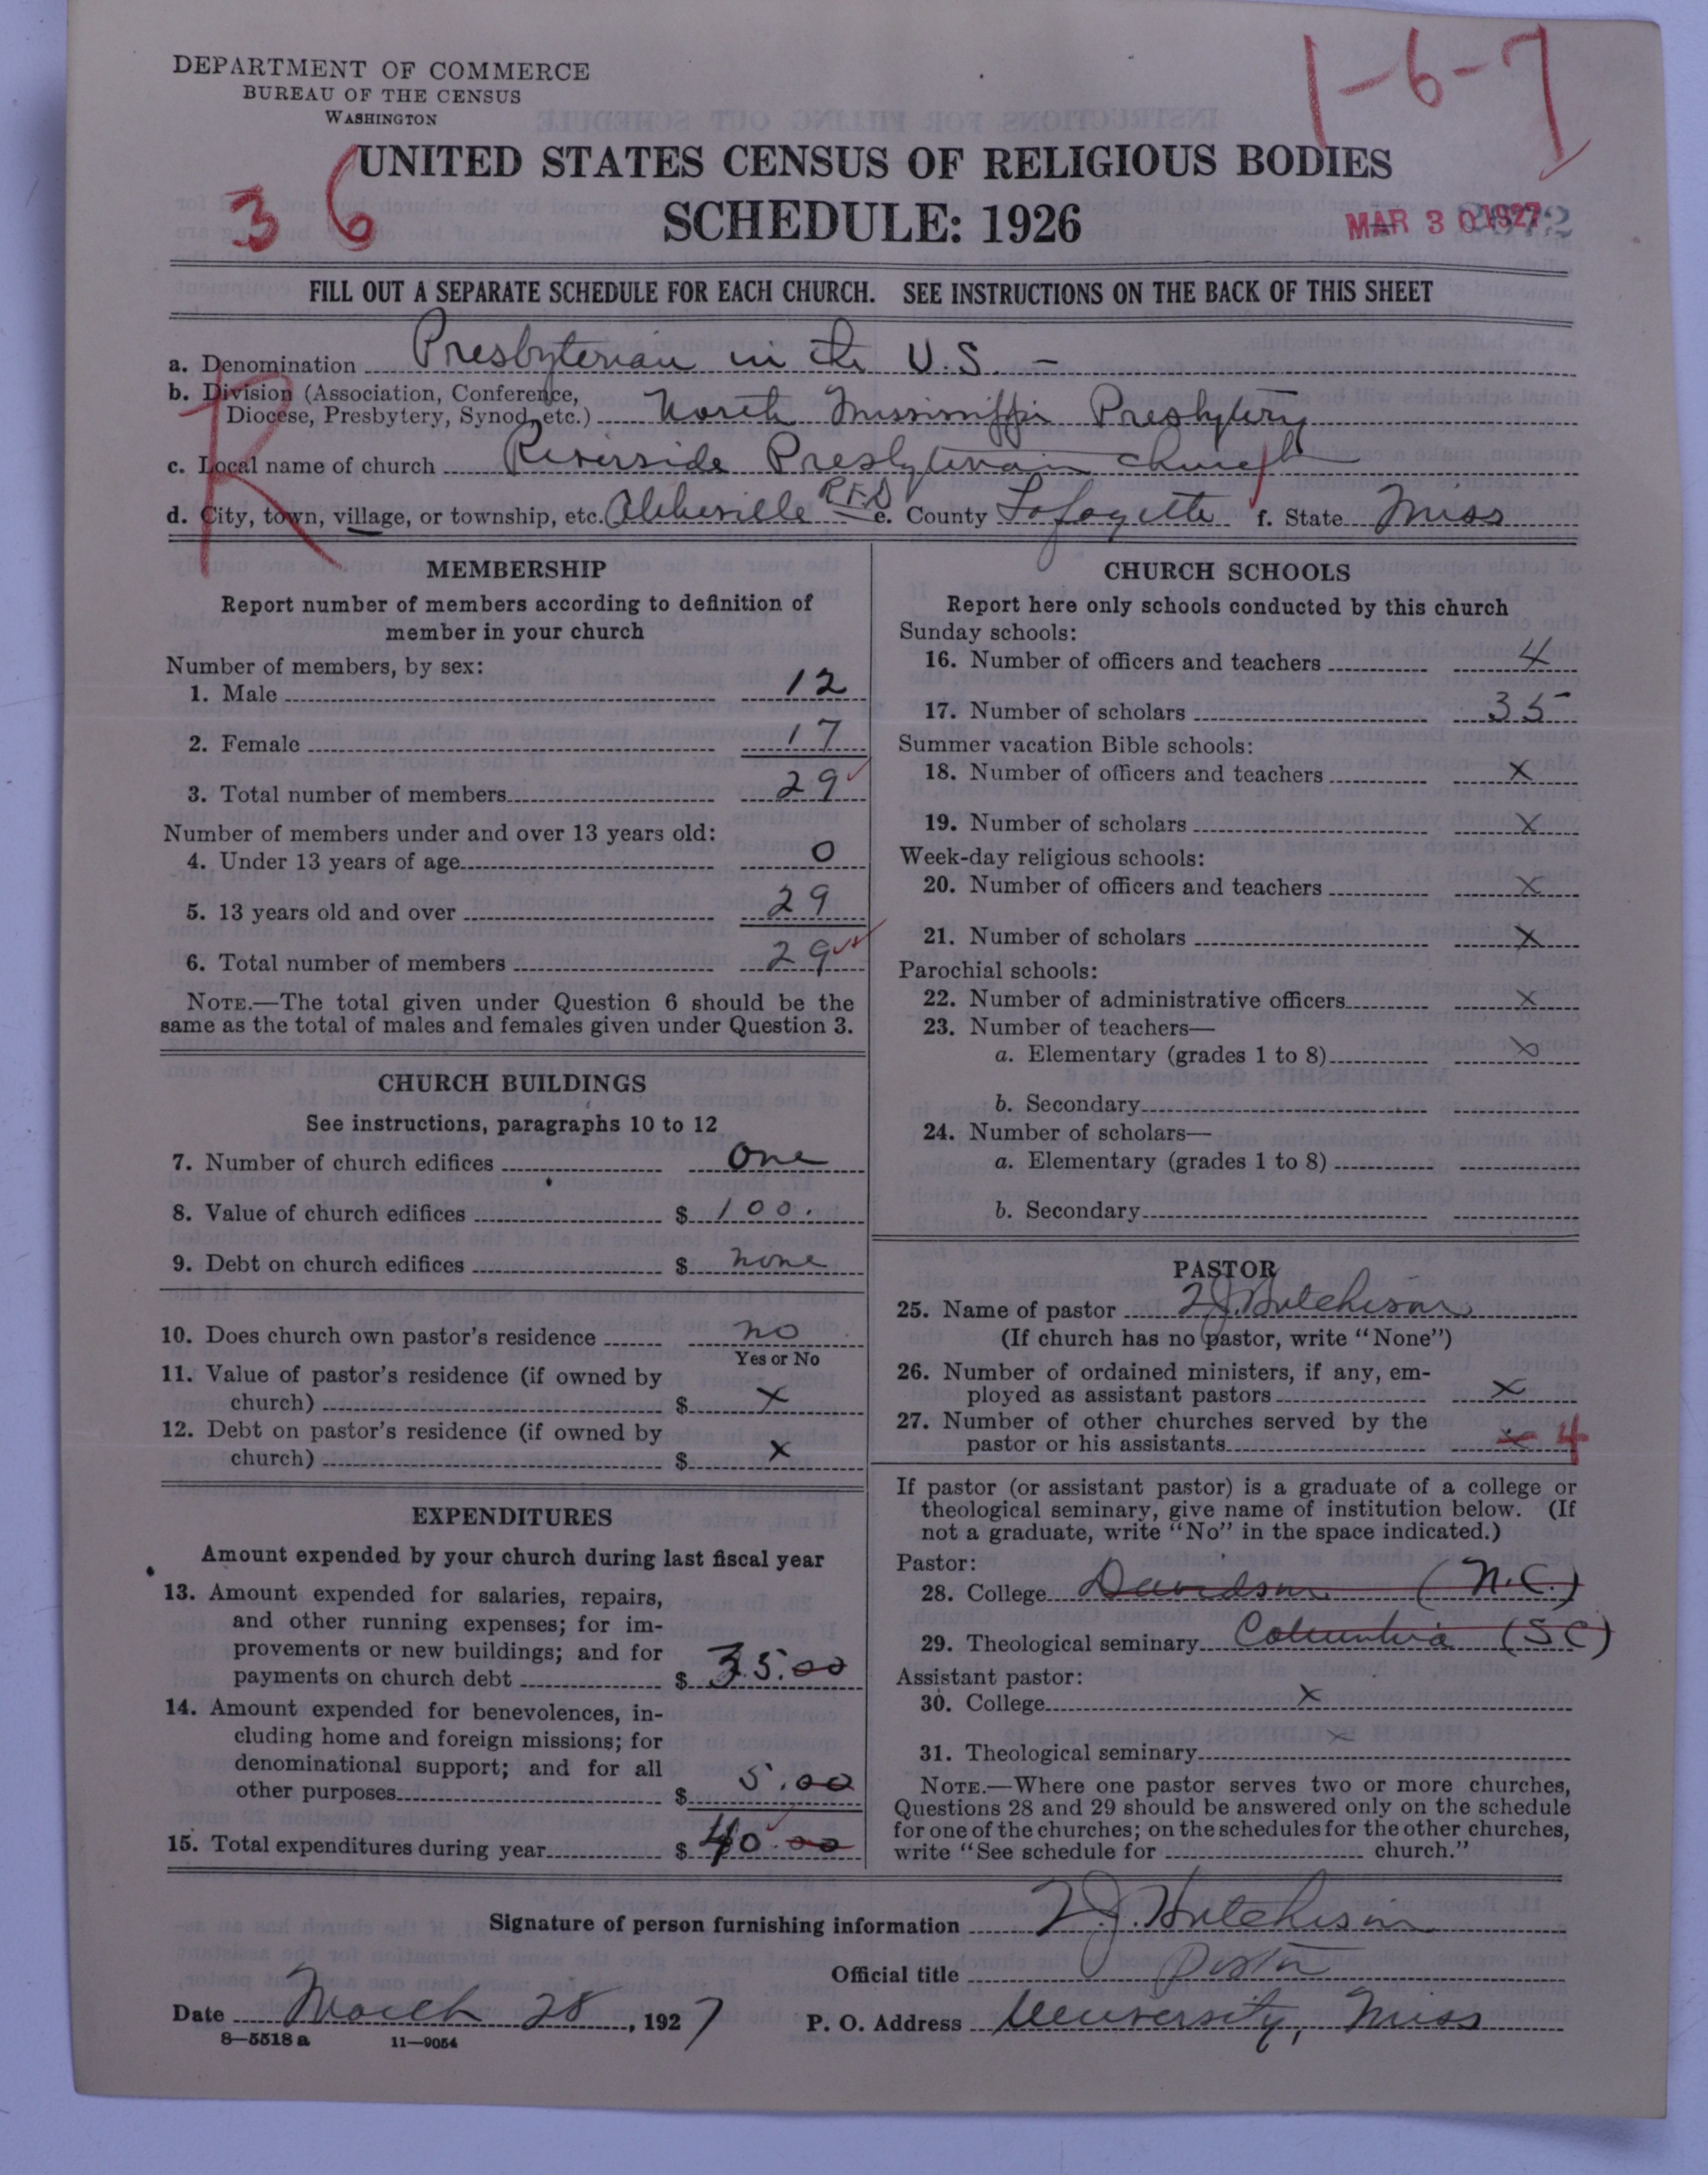 DEPARTMENT OF COMMERCE
BUREAU OF THE CENSUS
WASHINGTON
1-6-7
36
UNITED STATES CENSUS OF RELIGIOUS BODIES
SCHEDULE: 1926
MAR 30 1927
FILL OUT A SEPARATE SCHEDULE FOR EACH CHURCH. SEE INSTRUCTIONS ON THE BACK OF THIS SHEET
R
a. Denomination Presbyterian in the U.S. -
b. Division (Association, Conference,
Diocese, Presbytery, Synod, etc.) North Mississippi Presbytery
c. Local name of church Riverside Presbyterian church
d. City, town, village, or township, etc. Abbeville R.F.D e. County Lafayette f. State Miss
MEMBERSHIP
Report number of members according to definition of
member in your church
Number of members, by sex:
1. Male 12
2. Female 17
3. Total number of members 29
Number of members under and over 13 years old:
4. Under 13 years of age 0
5. 13 years old and over 29
6. Total number of members 29
NOTE.—The total given under Question 6 should be the
same as the total of males and females given under Question 3.
CHURCH BUILDINGS
See instructions, paragraphs 10 to 12
7. Number of church edifices One
8. Value of church edifices $ 100.
9. Debt on church edifices $ none
10. Does church own pastor's residence no
Yes or No
11. Value of pastor's residence (if owned by
church) $ X
12. Debt on pastor's residence (if owned by
church) $ X
EXPENDITURES
Amount expended by your church during last fiscal year
13. Amount expended for salaries, repairs,
and other running expenses; for im-
provements or new buildings; and for
payments on church debt $ 35.00
14. Amount expended for benevolences, in-
cluding home and foreign missions; for
denominational support; and for all
other purposes $ 5.00
15. Total expenditures during year $ 40.00
CHURCH SCHOOLS
Report here only schools conducted by this church
Sunday schools:
16. Number of officers and teachers 4
17. Number of scholars 35
Summer vacation Bible schools:
18. Number of officers and teachers X
19. Number of scholars X
Week-day religious schools:
20. Number of officers and teachers X
21. Number of scholars X
Parochial schools:
22. Number of administrative officers X
23. Number of teachers—
a. Elementary (grades 1 to 8) X
b. Secondary
24. Number of scholars—
a. Elementary (grades 1 to 8)
b. Secondary
PASTOR
25. Name of pastor J. Hutchison
(If church has no pastor, write "None")
26. Number of ordained ministers, if any, em-
ployed as assistant pastors X
27. Number of other churches served by the
pastor or his assistants X 4
If pastor (or assistant pastor) is a graduate of a college or
theological seminary, give name of institution below. (If
not a graduate, write "No" in the space indicated.)
Pastor:
28. College Davidson (N.C.)
29. Theological seminary Columbia (SC)
Assistant pastor:
30. College X
31. Theological seminary X
NOTE.—Where one pastor serves two or more churches,
Questions 28 and 29 should be answered only on the schedule
for one of the churches; on the schedules for the other churches,
write "See schedule for church."
Signature of person furnishing information J. Hutchison
Official title Pastor
Date March 28, 1927 P. O. Address University, Miss
8—5518 a 11—9054